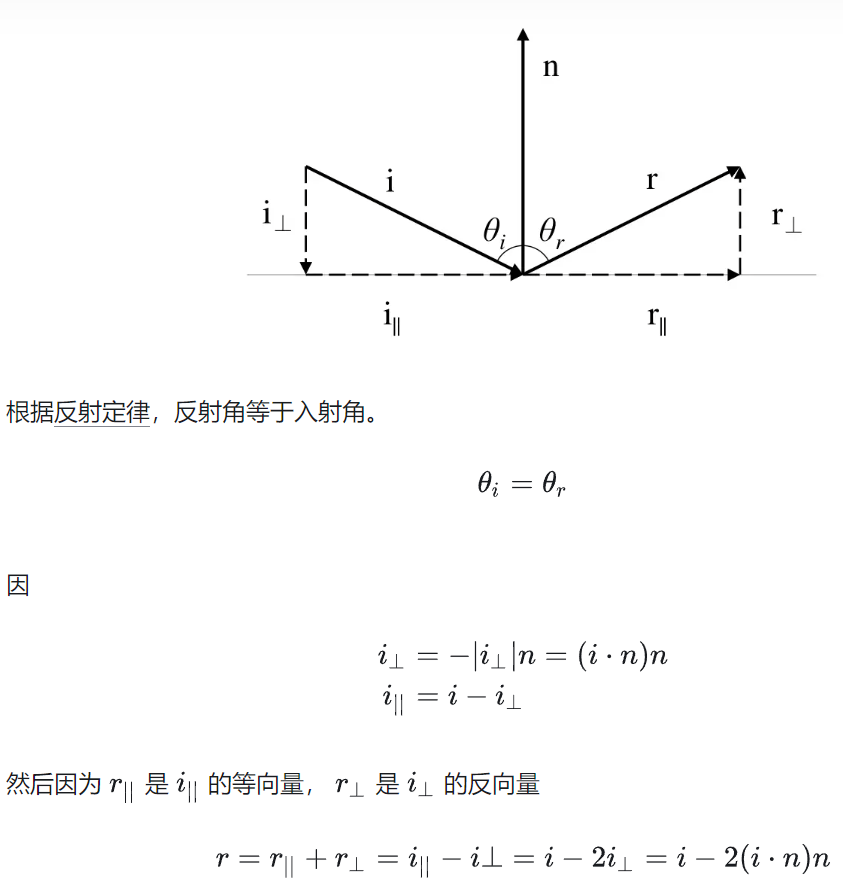 n
i
r
i⊥
θi
θr
r⊥
i∥
r∥
根据反射定律，反射角等于入射角。
θi = θr
因
i⊥ = −|i⊥|n = (i · n)n
i|| = i − i⊥
然后因为 r|| 是 i|| 的等向量， r⊥ 是 i⊥ 的反向量
r = r|| + r⊥ = i|| − i⊥ = i − 2i⊥ = i − 2(i · n)n